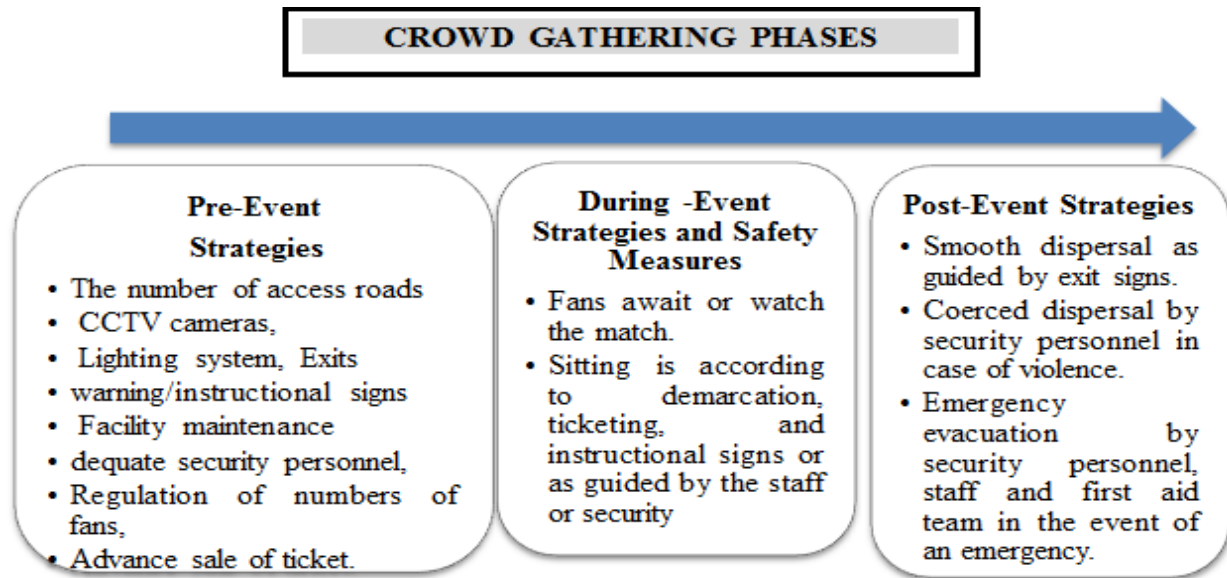 CROWD GATHERING PHASES
Pre-Event
Strategies
• The number of access roads
• CCTV cameras,
• Lighting system, Exits
• warning/instructional signs
• Facility maintenance
• dequate security personnel,
• Regulation of numbers of
fans,
• Advance sale of ticket.
During -Event
Strategies and Safety
Measures
• Fans await or watch
the match.
• Sitting is according
to demarcation,
ticketing, and
instructional signs or
as guided by the staff
or security
Post-Event Strategies
• Smooth dispersal as
guided by exit signs.
• Coerced dispersal by
security personnel in
case of violence.
• Emergency
evacuation by
security personnel,
staff and first aid
team in the event of
an emergency.